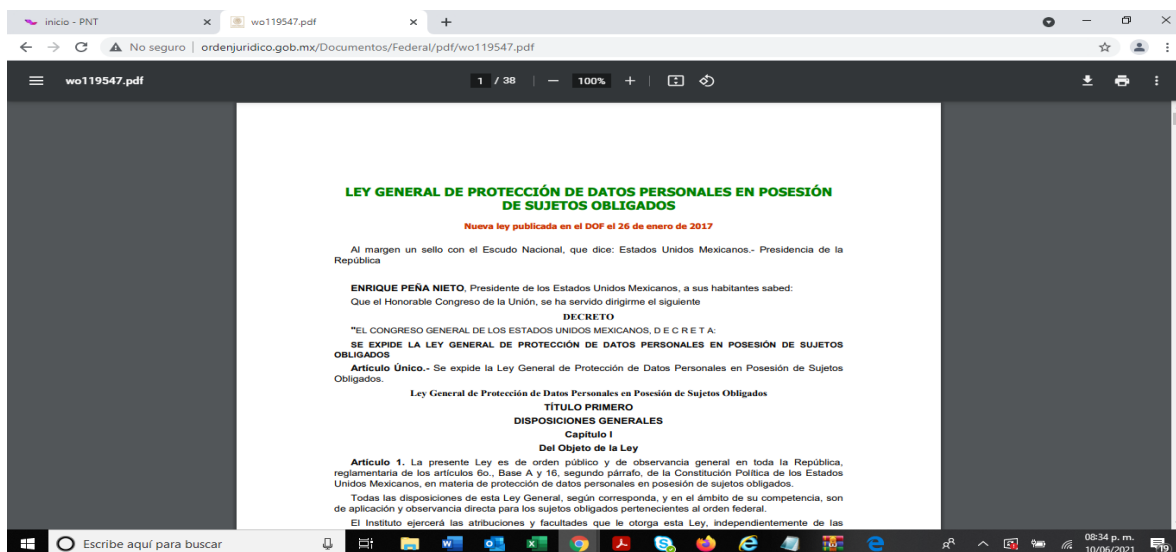 inicio - PNT
wo119547.pdf
No seguro
ordenjuridico.gob.mx/Documentos/Federal/pdf/wo119547.pdf
wo119547.pdf
1 / 38
100%
LEY GENERAL DE PROTECCIÓN DE DATOS PERSONALES EN POSESIÓN
DE SUJETOS OBLIGADOS
Nueva ley publicada en el DOF el 26 de enero de 2017
Al margen un sello con el Escudo Nacional, que dice: Estados Unidos Mexicanos.- Presidencia de la
República
ENRIQUE PEÑA NIETO, Presidente de los Estados Unidos Mexicanos, a sus habitantes sabed:
Que el Honorable Congreso de la Unión, se ha servido dirigirme el siguiente
DECRETO
"EL CONGRESO GENERAL DE LOS ESTADOS UNIDOS MEXICANOS, D E C R E T A:
SE EXPIDE LA LEY GENERAL DE PROTECCIÓN DE DATOS PERSONALES EN POSESIÓN DE SUJETOS
OBLIGADOS
Artículo Único.- Se expide la Ley General de Protección de Datos Personales en Posesión de Sujetos
Obligados.
Ley General de Protección de Datos Personales en Posesión de Sujetos Obligados
TÍTULO PRIMERO
DISPOSICIONES GENERALES
Capítulo I
Del Objeto de la Ley
Artículo 1. La presente Ley es de orden público y de observancia general en toda la República,
reglamentaria de los artículos 6o., Base A y 16, segundo párrafo, de la Constitución Política de los Estados
Unidos Mexicanos, en materia de protección de datos personales en posesión de sujetos obligados.
Todas las disposiciones de esta Ley General, según corresponda, y en el ámbito de su competencia, son
de aplicación y observancia directa para los sujetos obligados pertenecientes al orden federal.
El Instituto ejercerá las atribuciones y facultades que le otorga esta Ley, independientemente de las
Escribe aquí para buscar
08:34 p. m.
10/06/2021